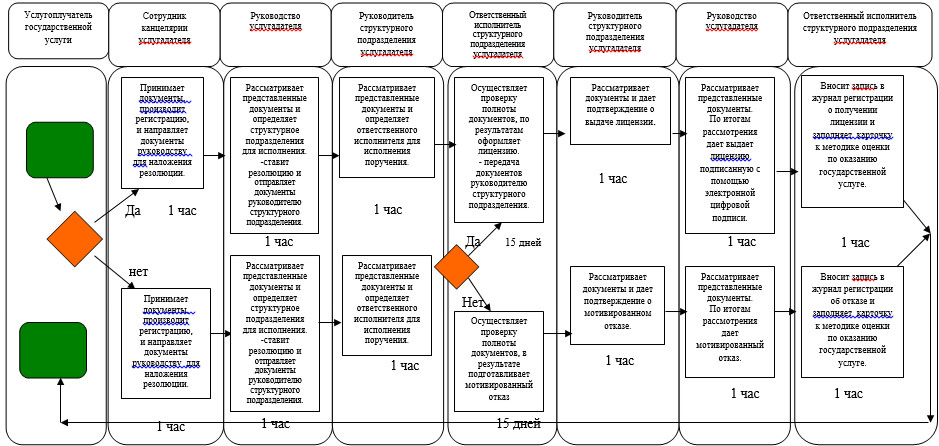 Услугоплучатель
государственной
услуги
Сотрудник
канцелярии
услугадателя
Руководство
услугадателя
Руководитель
структурного
подразделения
услугадателя
Ответственный
исполнитель
структурного
подразделения
услугадателя
Руководитель
структурного
подразделения
услугадателя
Руководство
услугадателя
Ответственный исполнитель
структурного подразделения
услугадателя
Принимает
документы,
производит
регистрацию,
и направляет
документы
руководству для
наложения
резолюции.
Да
1 час
Рассматривает
представленные
документы и
определяет
структурное
подразделения
для исполнения.
-ставит
резолюцию и
отправляет
документы
руководителю
структурного
подразделения.
1 час
Рассматривает
представленные
документы и
определяет
ответственного
исполнителя для
исполнения
поручения.
1 час
Осуществляет
проверку
полноты
документов, по
результатам
оформляет
лицензию.
- передача
документов
руководителю
структурного
подразделения.
Да
15 дней
Рассматривает
документы и дает
подтверждение о
выдаче лицензии.
1 час
Рассматривает
представленные
документы.
По итогам
рассмотрения
дает выдает
лицензию,
подписанную с
помощью
электронной
цифровой
подписи.
1 час
Вносит запись в
журнал регистрации
о получении
лицензии и
заполняет карточку
к методике оценки
по оказанию
государственной
услуге.
1 час
нет
Принимает
документы,
производит
регистрацию,
и направляет
документы
руководству для
наложения
резолюции.
1 час
Рассматривает
представленные
документы и
определяет
структурное
подразделения
для исполнения.
-ставит
резолюцию и
отправляет
документы
руководителю
структурного
подразделения.
1 час
Рассматривает
представленные
документы и
определяет
ответственного
исполнителя для
исполнения
поручения.
1 час
Нет
Осуществляет
проверку
полноты
документов, в
результате
подготавливает
мотивированный
отказ
15 дней
Рассматривает
документы и дает
подтверждение о
мотивированном
отказе.
1 час
Рассматривает
представленные
документы.
По итогам
рассмотрения
дает
мотивированный
отказ.
1 час
Вносит запись в
журнал регистрации
об отказе и
заполняет карточку
к методике оценки
по оказанию
государственной
услуге.
1 час